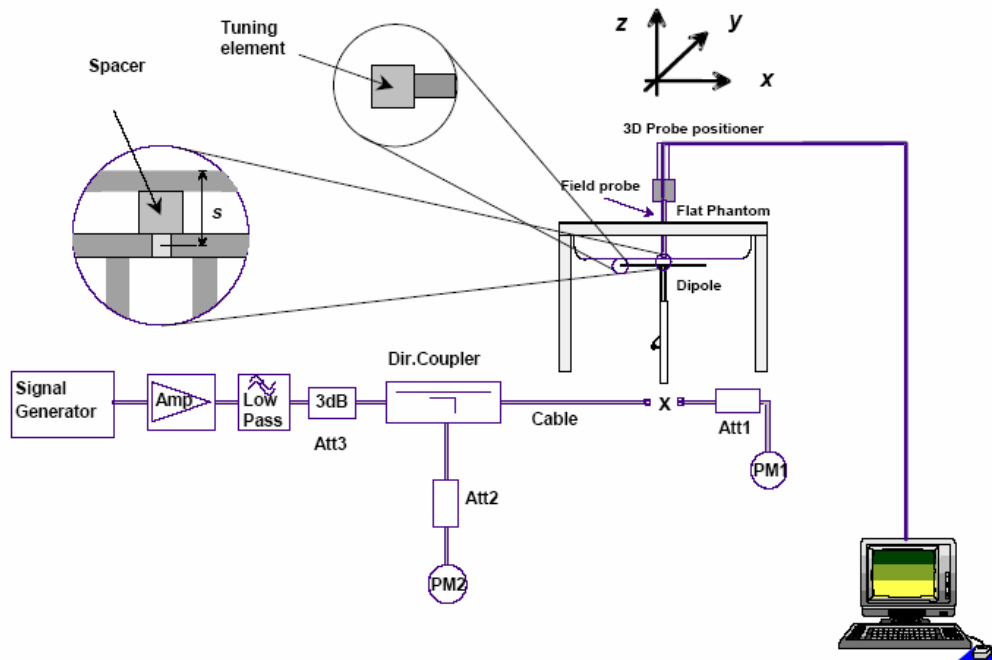 Tuning
element
Spacer
s
z
y
x
3D Probe positioner
Field probe
Flat Phantom
Dipole
Dir.Coupler
Signal
Generator
Amp
Low
Pass
3dB
Att3
Cable
X
Att1
PM1
Att2
PM2